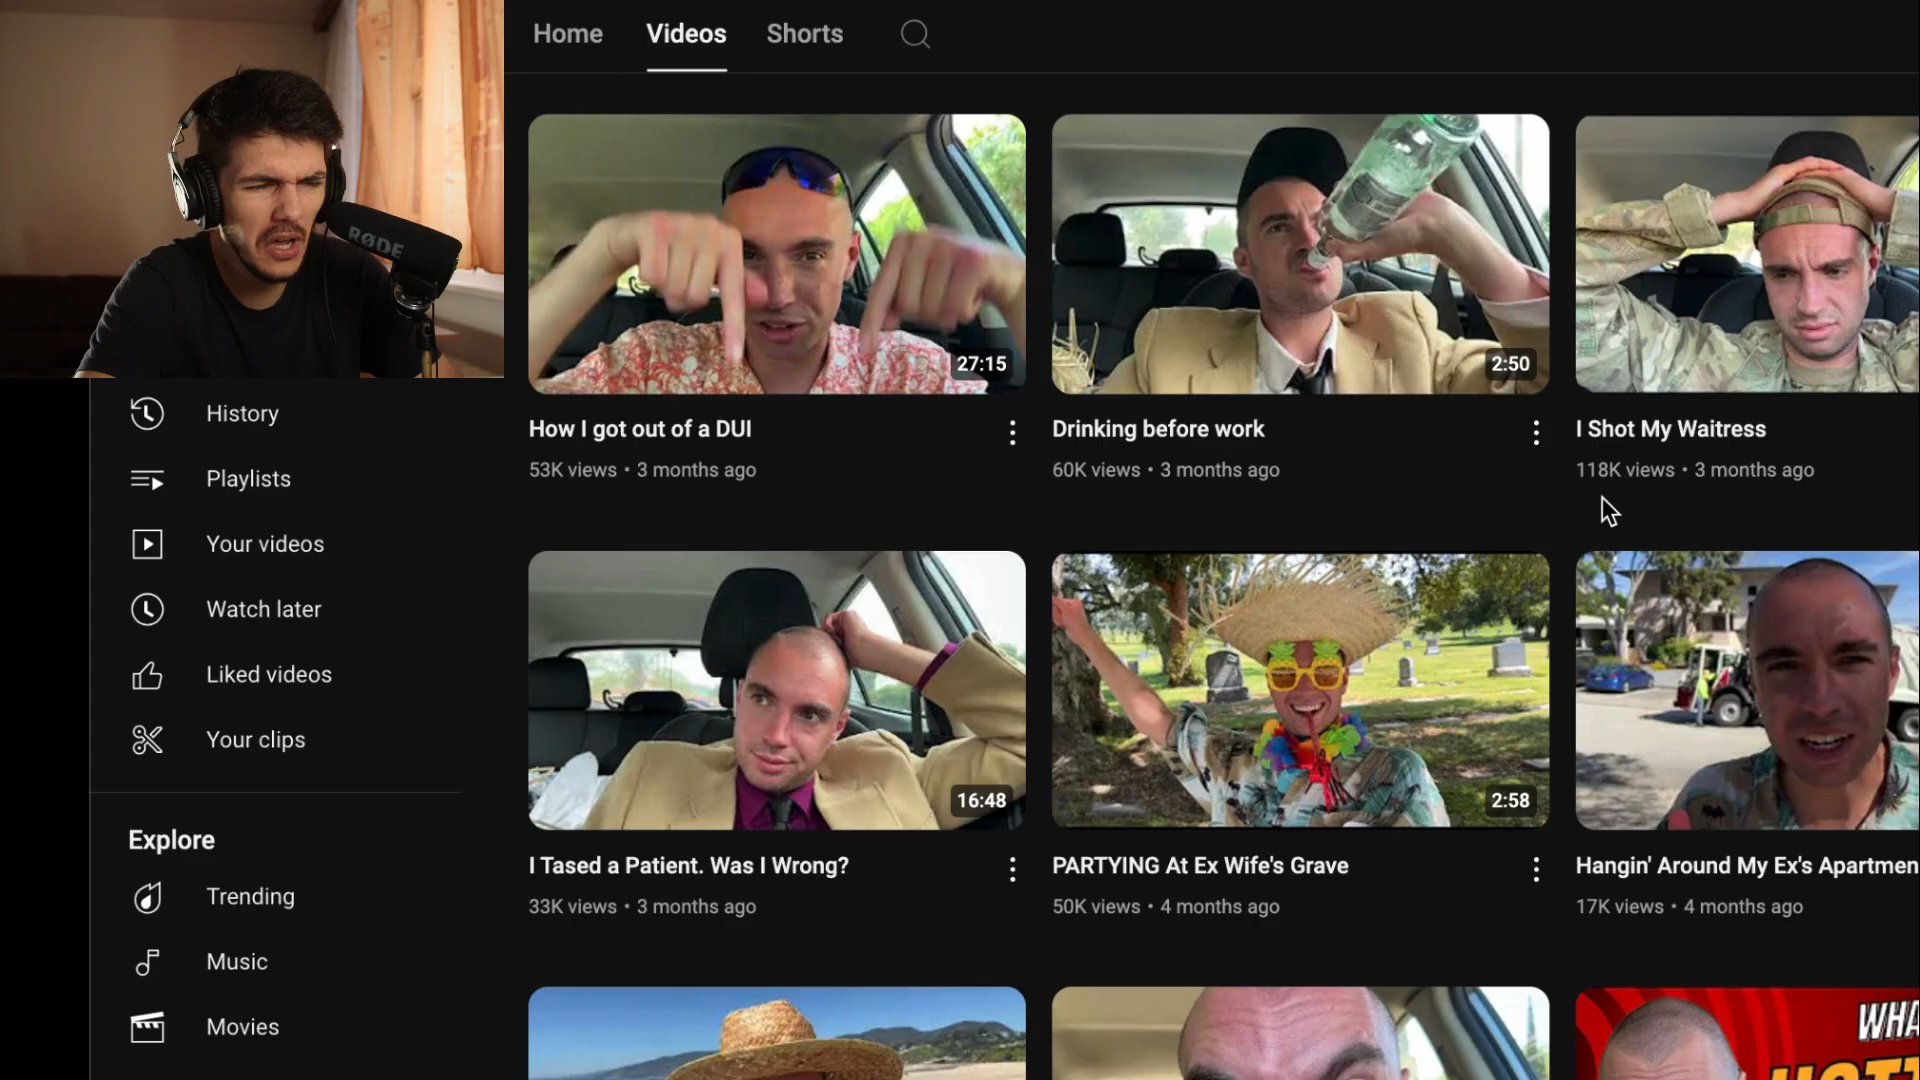 Home Videos Shorts
RØDE
27:15
2:50
How I got out of a DUI
53K views • 3 months ago
Drinking before work
60K views • 3 months ago
I Shot My Waitress
118K views • 3 months ago
History
Playlists
Your videos
Watch later
Liked videos
Your clips
Explore
Trending
Music
Movies
16:48
2:58
I Tased a Patient. Was I Wrong?
33K views • 3 months ago
PARTYING At Ex Wife's Grave
50K views • 4 months ago
Hangin' Around My Ex's Apartmen
17K views • 4 months ago
WHA